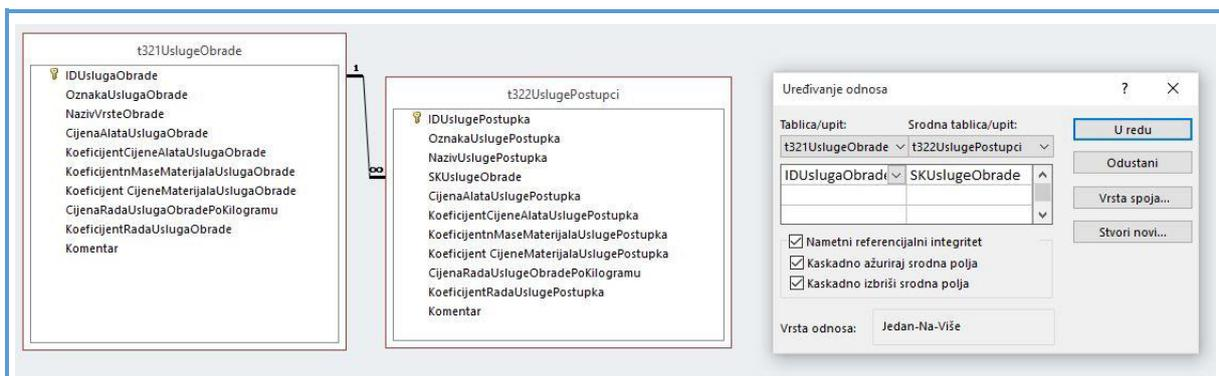 t321UslugeObrade
IDUslugaObrade
OznakaUslugaObrade
NazivVrsteObrade
CijenaAlataUslugaObrade
KoeficijentCijeneAlataUslugaObrade
KoeficijentnMaseMaterijalaUslugaObrade
Koeficijent CijeneMaterijalaUslugaObrade
CijenaRadaUslugaObradePoKilogramu
KoeficijentRadaUslugaObrade
Komentar
1
∞
t322UslugePostupci
IDUslugePostupka
OznakaUslugePostupka
NazivUslugePostupka
SKUslugeObrade
CijenaAlataUslugePostupka
KoeficijentCijeneAlataUslugePostupka
KoeficijentnMaseMaterijalaUslugePostupka
Koeficijent CijeneMaterijalaUslugePostupka
CijenaRadaUslugeObradePoKilogramu
KoeficijentRadaUslugePostupka
Komentar
Uređivanje odnosa ? ×
Tablica/upit: Srodna tablica/upit:
t321UslugeObrade t322UslugePostupci
IDUslugaObrade SKUslugeObrade
Nametni referencijalni integritet
Kaskadno ažuriraj srodna polja
Kaskadno izbriši srodna polja
Vrsta odnosa: Jedan-Na-Više
U redu
Odustani
Vrsta spoja...
Stvori novi...